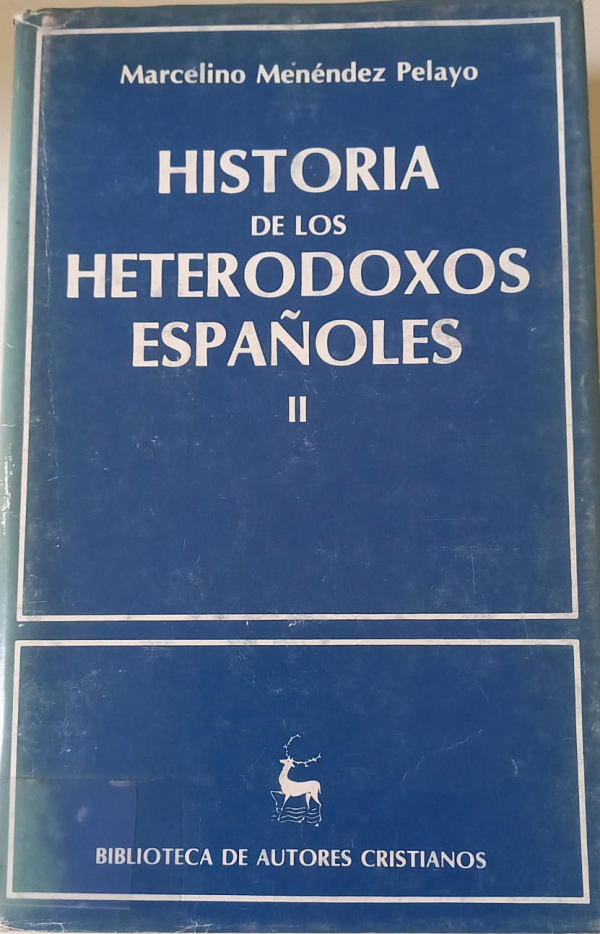 Marcelino Menéndez Pelayo
HISTORIA
DE LOS
HETERODOXOS
ESPAÑOLES
II
BIBLIOTECA DE AUTORES CRISTIANOS